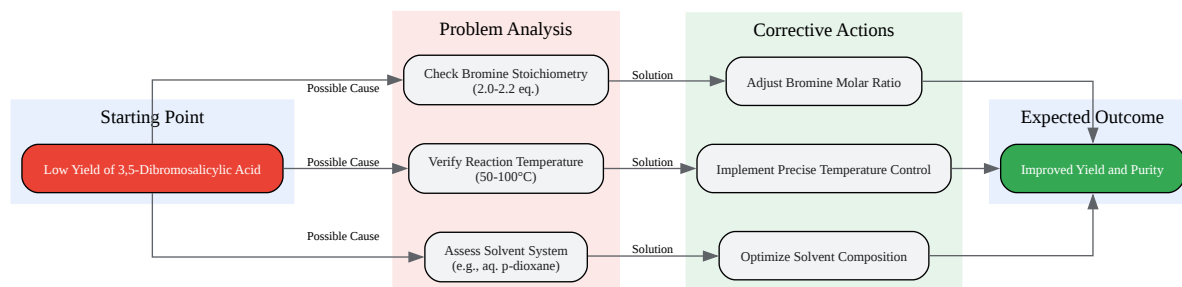 Problem Analysis
Corrective Actions
Starting Point
Expected Outcome
Check Bromine Stoichiometry
(2.0-2.2 eq.)
Possible Cause
Solution
Adjust Bromine Molar Ratio
Low Yield of 3,5-Dibromosalicylic Acid
Possible Cause
Verify Reaction Temperature
(50-100°C)
Solution
Implement Precise Temperature Control
Improved Yield and Purity
Possible Cause
Assess Solvent System
(e.g., aq. p-dioxane)
Solution
Optimize Solvent Composition